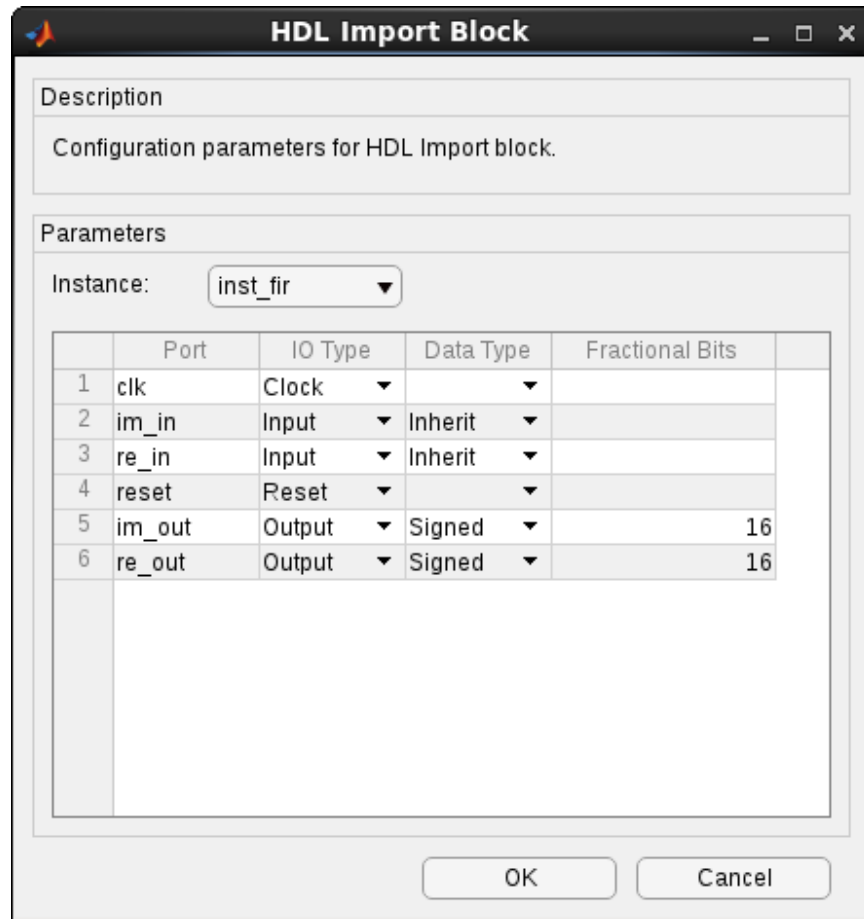 HDL Import Block
Description
Configuration parameters for HDL Import block.
Parameters
Instance: inst_fir
Port IO Type Data Type Fractional Bits
1 clk Clock
2 im_in Input Inherit
3 re_in Input Inherit
4 reset Reset
5 im_out Output Signed 16
6 re_out Output Signed 16
OK Cancel